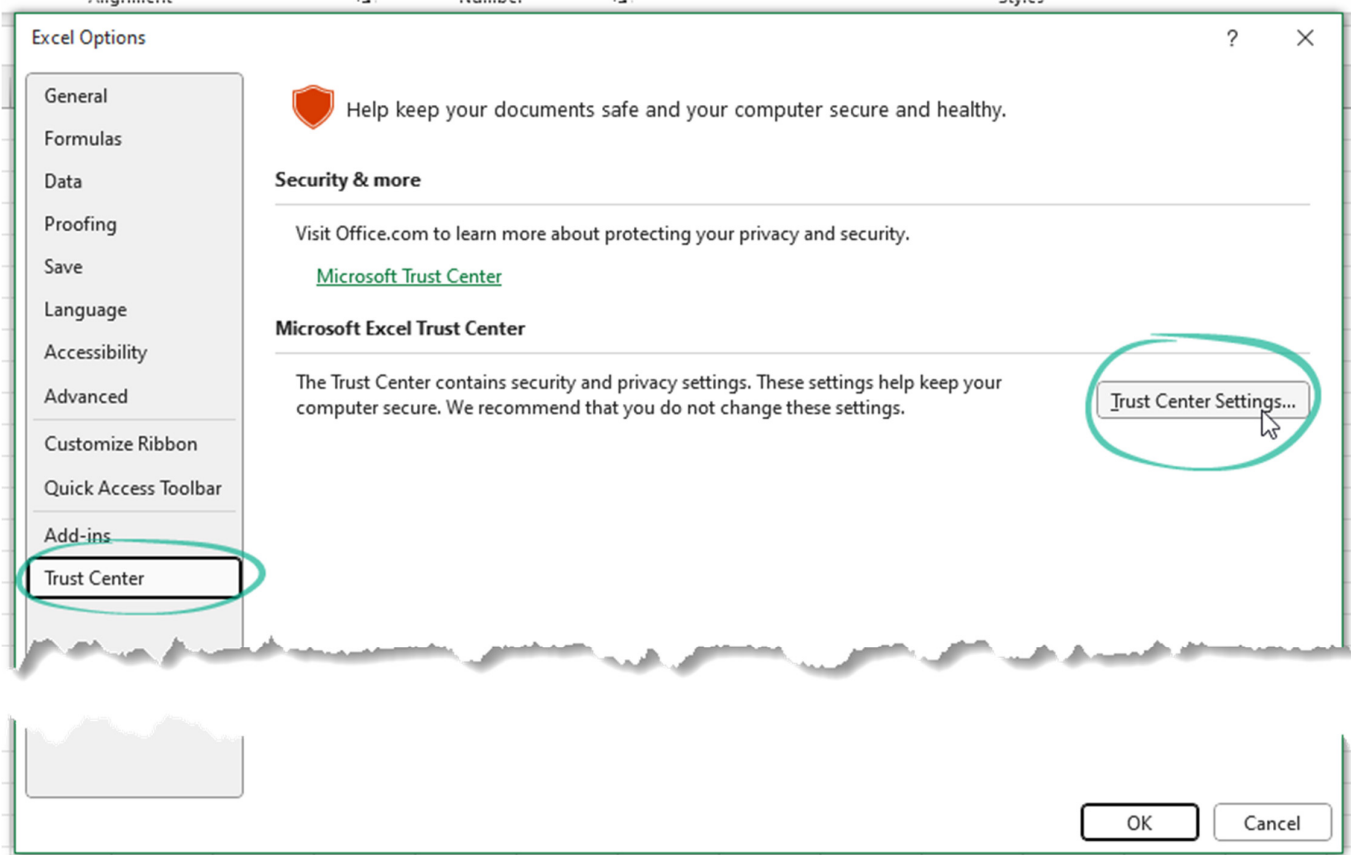 Alignment
Number
Styles
Excel Options
?
General
Formulas
Data
Proofing
Save
Language
Accessibility
Advanced
Customize Ribbon
Quick Access Toolbar
Add-ins
Trust Center
Help keep your documents safe and your computer secure and healthy.
Security & more
Visit Office.com to learn more about protecting your privacy and security.
Microsoft Trust Center
Microsoft Excel Trust Center
The Trust Center contains security and privacy settings. These settings help keep your
computer secure. We recommend that you do not change these settings.
Trust Center Settings...
OK
Cancel